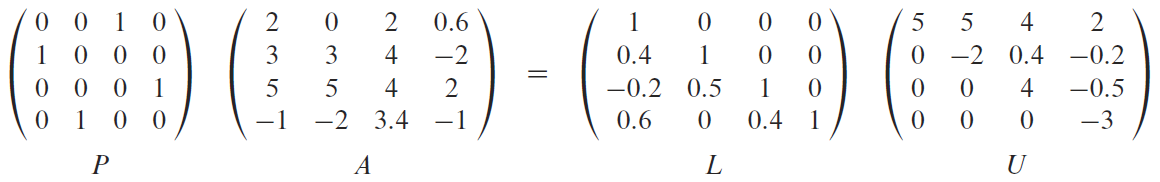 0 0 1 0 2 0 2 0.6 1 0 0 0 5 5 4 2
1 0 0 0 3 3 4 −2 0.4 1 0 0 0 −2 0.4 −0.2
=
0 0 0 1 5 5 4 2 −0.2 0.5 1 0 0 0 4 −0.5
0 1 0 0 −1 −2 3.4 −1 0.6 0 0.4 1 0 0 0 −3
P A L U